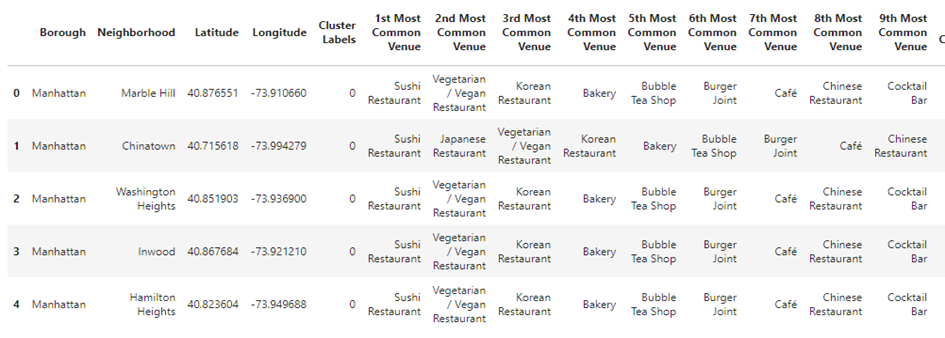 Borough Neighborhood Latitude Longitude Cluster Labels 1st Most Common Venue 2nd Most Common Venue 3rd Most Common Venue 4th Most Common Venue 5th Most Common Venue 6th Most Common Venue 7th Most Common Venue 8th Most Common Venue 9th Most Common Venue
0 Manhattan Marble Hill 40.876551 -73.910660 0 Sushi Restaurant Vegetarian / Vegan Restaurant Korean Restaurant Bakery Bubble Tea Shop Burger Joint Café Chinese Restaurant Cocktail Bar
1 Manhattan Chinatown 40.715618 -73.994279 0 Sushi Restaurant Japanese Restaurant Vegetarian / Vegan Restaurant Korean Restaurant Bakery Bubble Tea Shop Burger Joint Café Chinese Restaurant
2 Manhattan Washington Heights 40.851903 -73.936900 0 Sushi Restaurant Vegetarian / Vegan Restaurant Korean Restaurant Bakery Bubble Tea Shop Burger Joint Café Chinese Restaurant Cocktail Bar
3 Manhattan Inwood 40.867684 -73.921210 0 Sushi Restaurant Vegetarian / Vegan Restaurant Korean Restaurant Bakery Bubble Tea Shop Burger Joint Café Chinese Restaurant Cocktail Bar
4 Manhattan Hamilton Heights 40.823604 -73.949688 0 Sushi Restaurant Vegetarian / Vegan Restaurant Korean Restaurant Bakery Bubble Tea Shop Burger Joint Café Chinese Restaurant Cocktail Bar